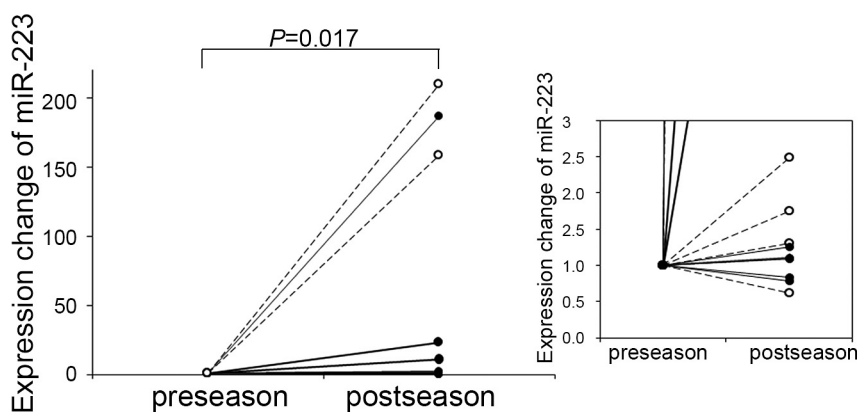 P=0.017
Expression change of miR-223
200
150
100
50
0
preseason postseason
Expression change of miR-223
3
2.5
2.0
2.5
1.0
0.5
0.0
preseason postseason